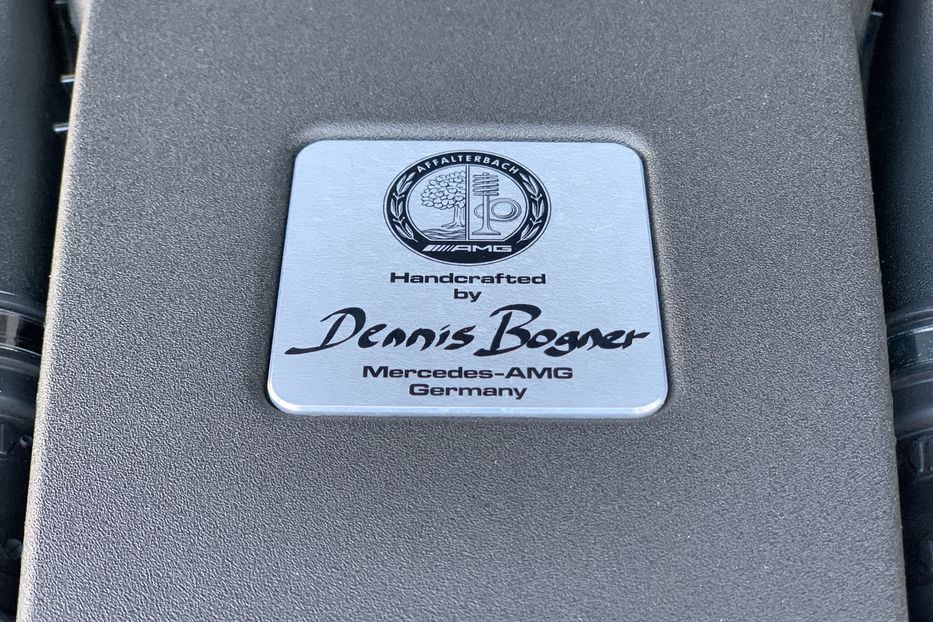 AFFALTERBACH
AMG
Handcrafted
by
Dennis Bogner
Mercedes-AMG
Germany